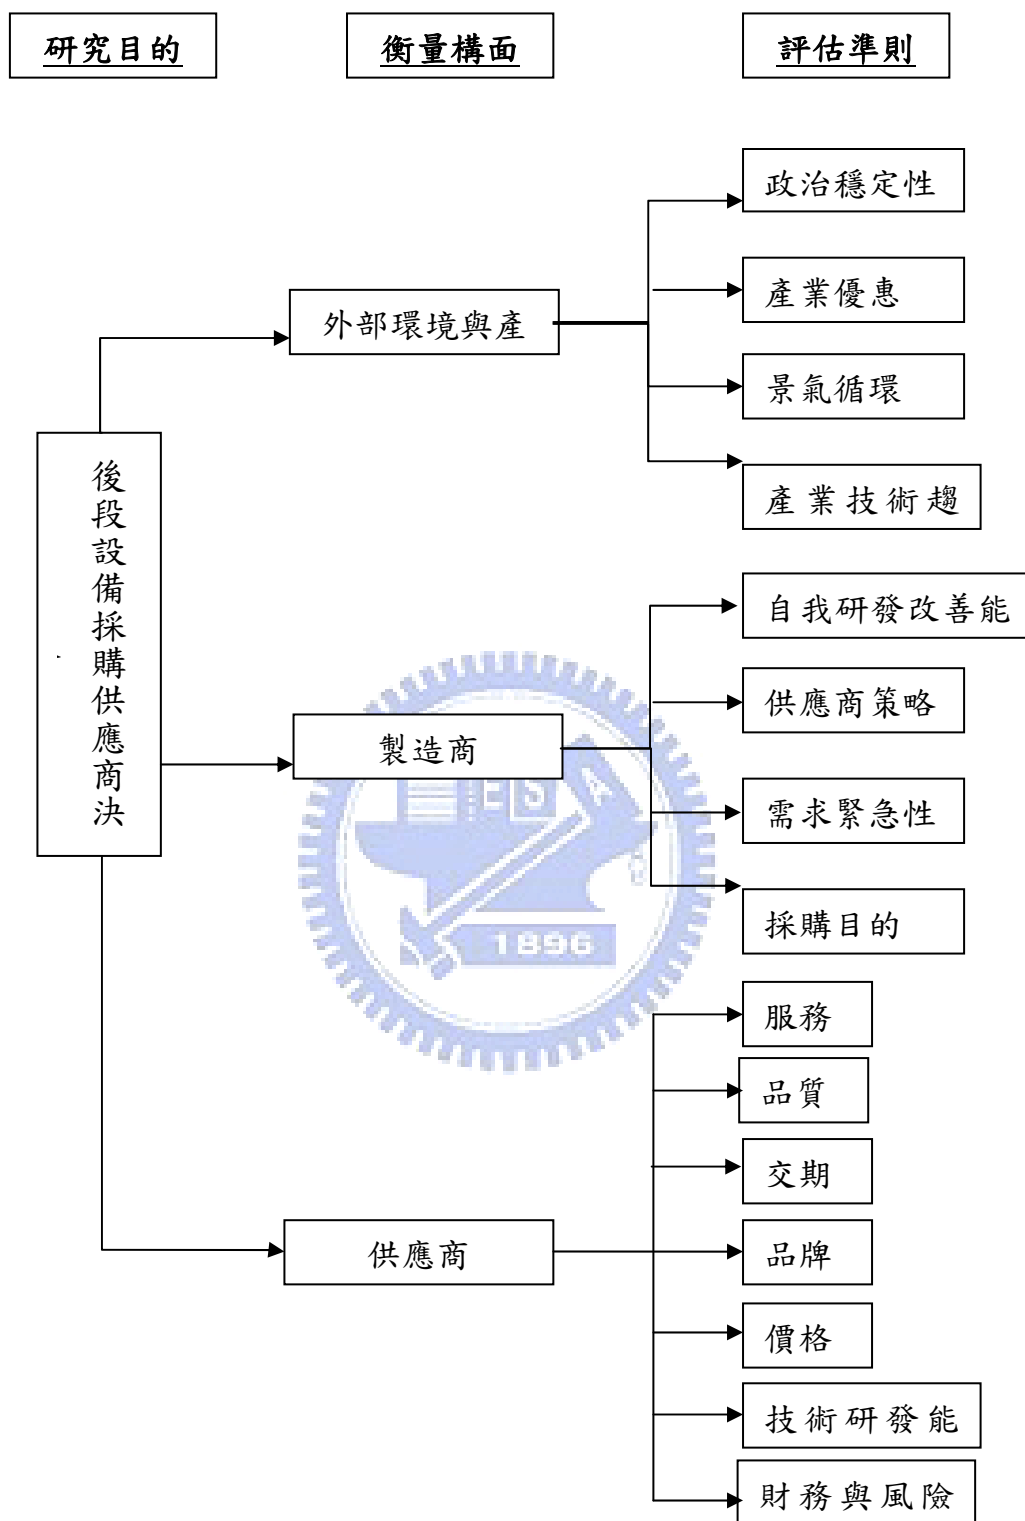 研究目的
衡量構面
評估準則
政治穩定性
產業優惠
外部環境與產
景氣循環
產業技術趨
後段設備採購供應商決
自我研發改善能
供應商策略
製造商
需求緊急性
採購目的
ESA
1896
服務
品質
交期
供應商
品牌
價格
技術研發能
財務與風險